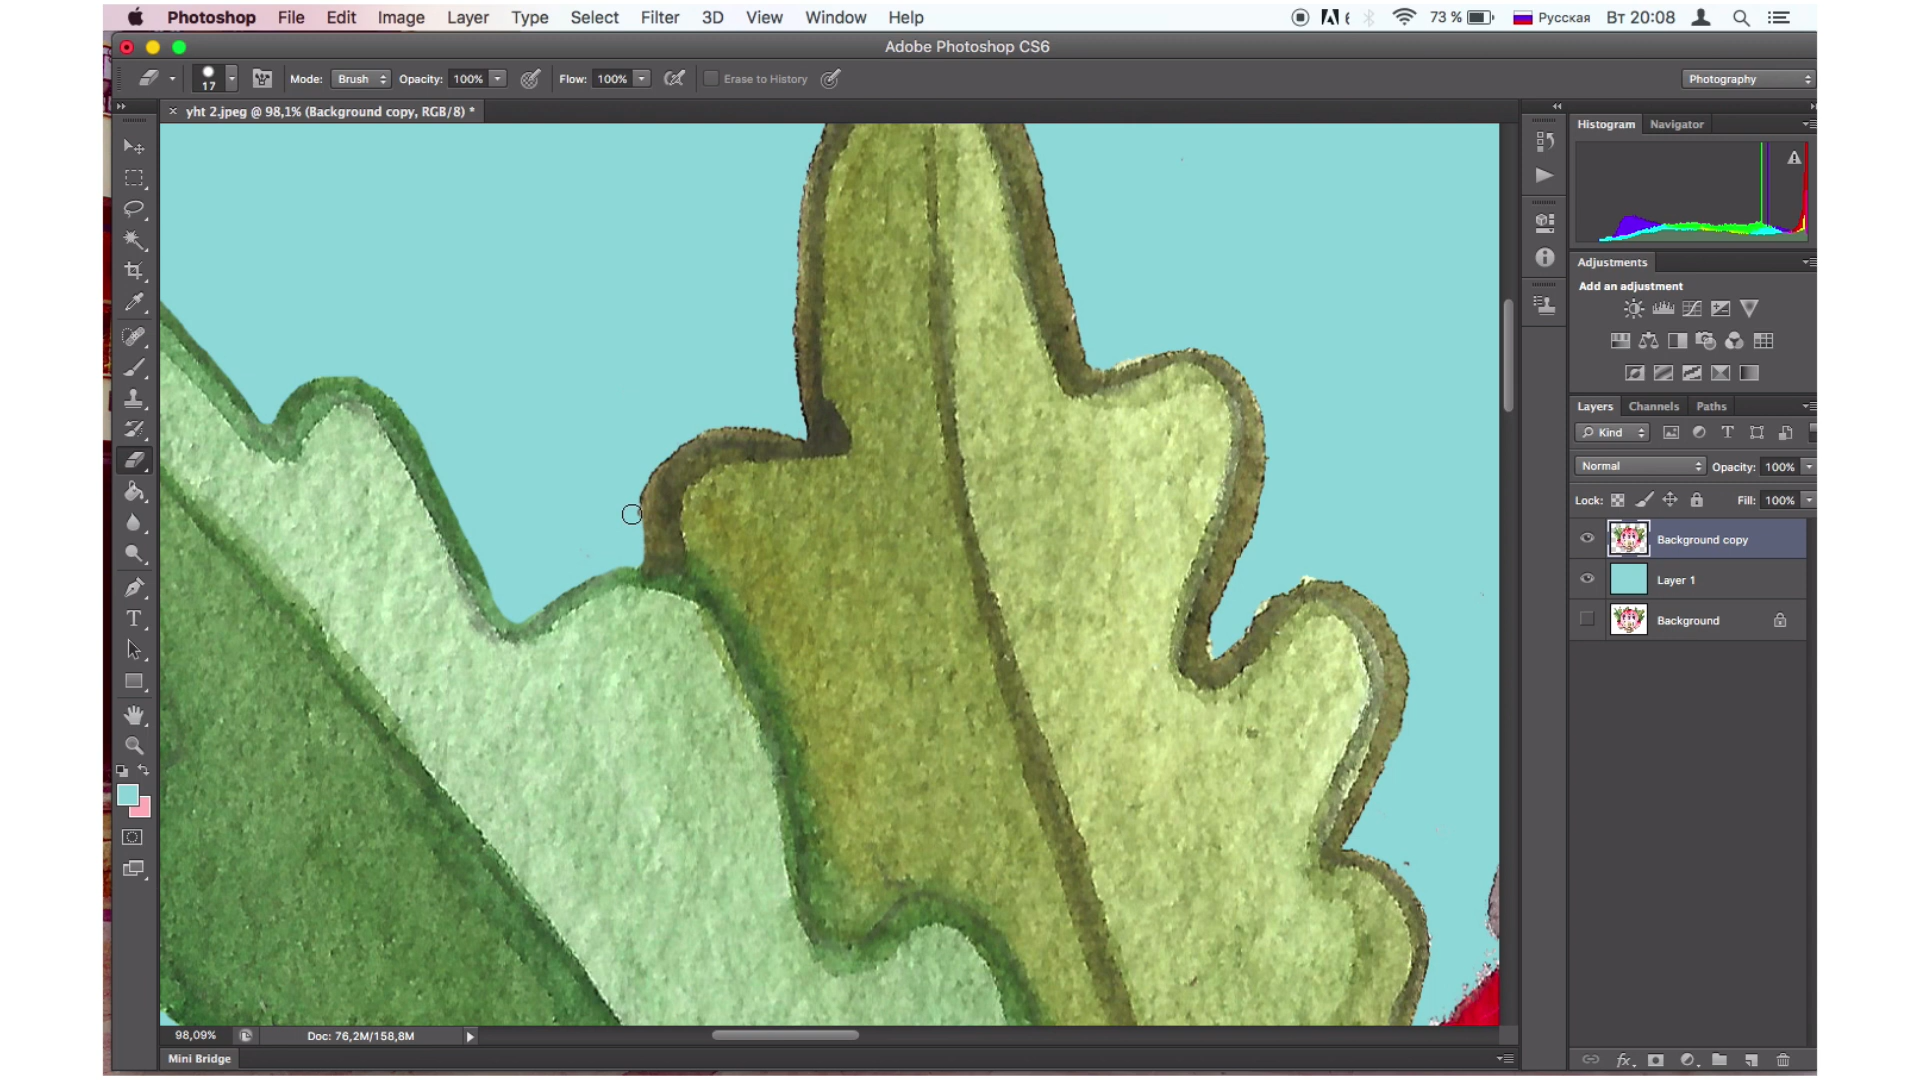 Photoshop File Edit Image Layer Type Select Filter 3D View Window Help 73 % Русская Вт 20:08
Adobe Photoshop CS6
17 Mode: Brush Opacity: 100% Flow: 100% Erase to History Photography
× yht 2.jpeg @ 98,1% (Background copy, RGB/8) *
Histogram Navigator
Adjustments
Add an adjustment
Layers Channels Paths
Kind
Normal Opacity: 100%
Lock: Fill: 100%
Background copy
Layer 1
Background
98,09% Doc: 76,2M/158,8M
Mini Bridge